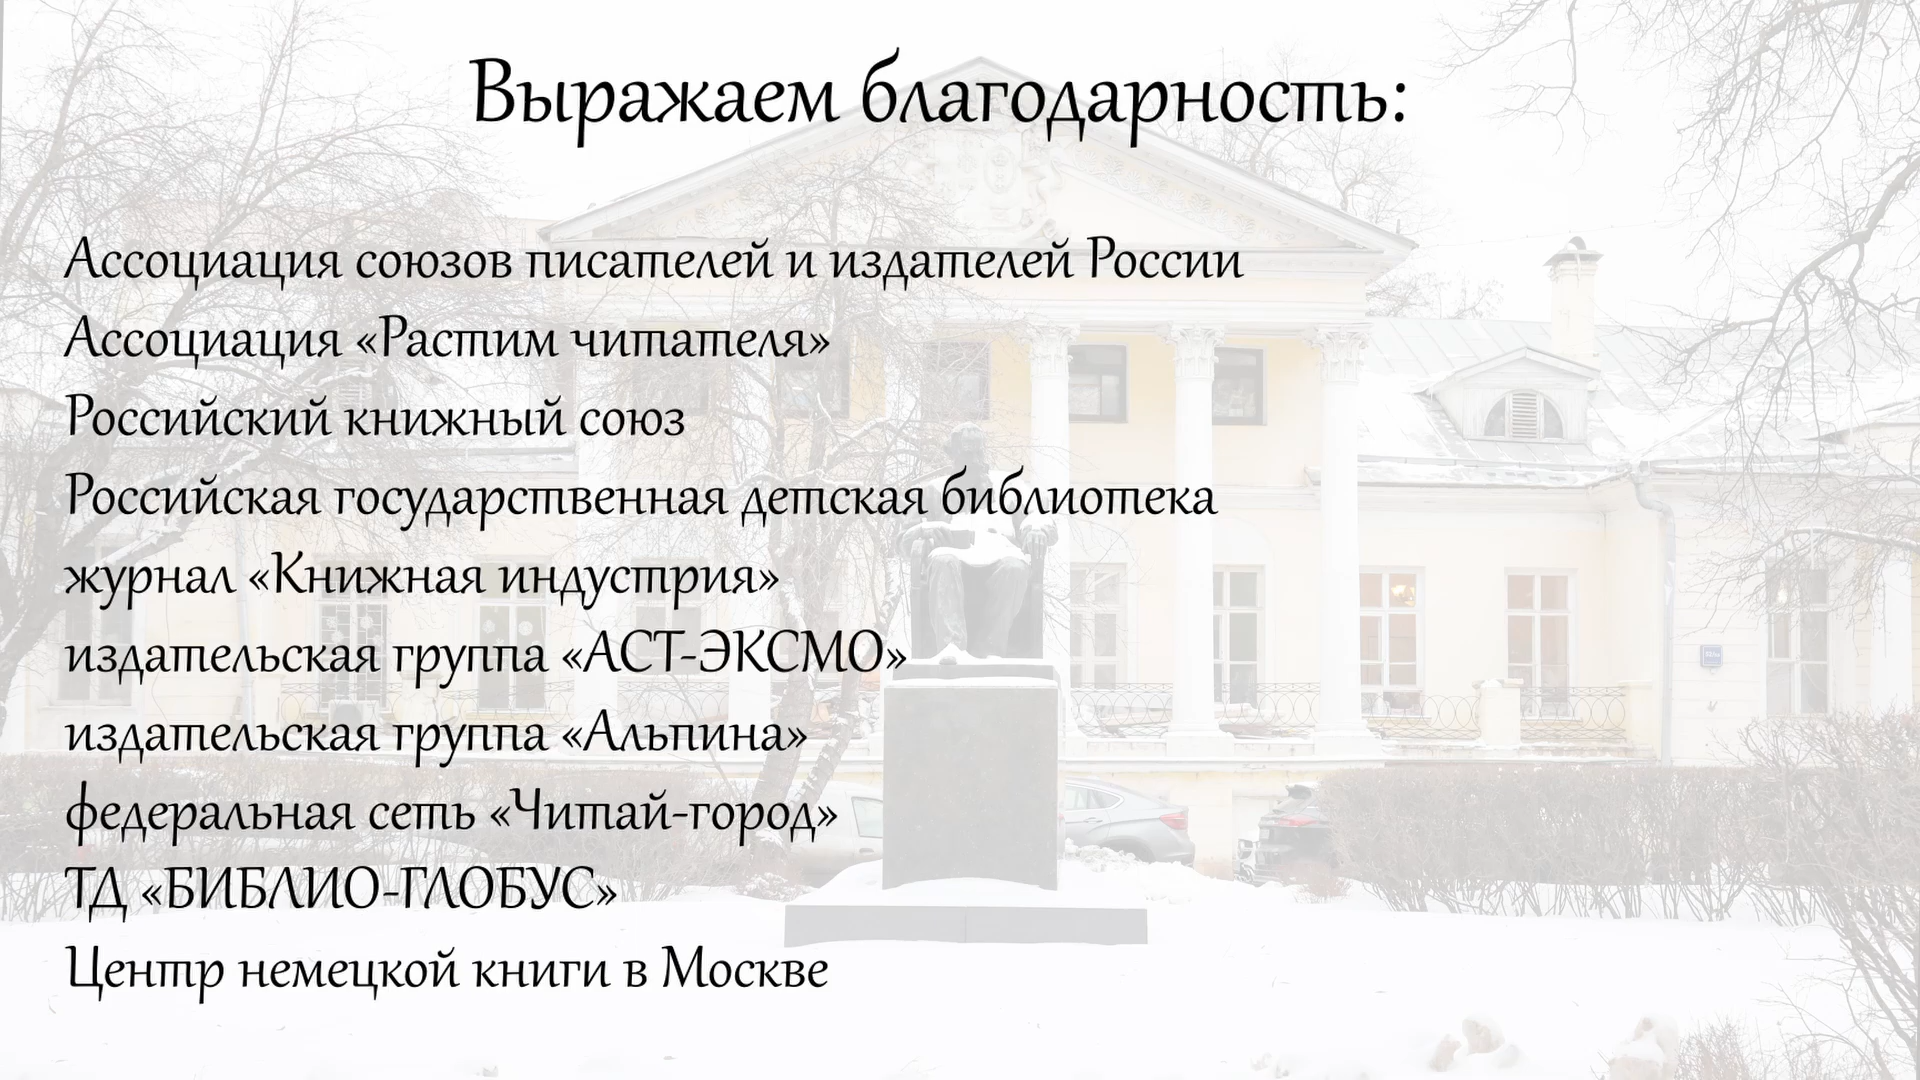 Выражаем благодарность:
Ассоциация союзов писателей и издателей России
Ассоциация «Растим читателя»
Российский книжный союз
Российская государственная детская библиотека
журнал «Книжная индустрия»
издательская группа «АСТ-ЭКСМО»
издательская группа «Альпина»
федеральная сеть «Читай-город»
ТД «БИБЛИО-ГЛОБУС»
Центр немецкой книги в Москве